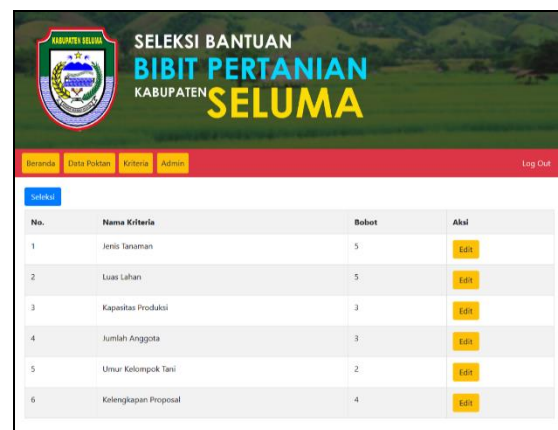 KABUPATEN SELUMA
SELEKSI BANTUAN
BIBIT PERTANIAN
KABUPATEN SELUMA
Beranda Data Poktan Kriteria Admin Log Out
Seleksi
No. Nama Kriteria Bobot Aksi
1 Jenis Tanaman 5 Edit
2 Luas Lahan 5 Edit
3 Kapasitas Produksi 3 Edit
4 Jumlah Anggota 3 Edit
5 Umur Kelompok Tani 2 Edit
6 Kelengkapan Proposal 4 Edit